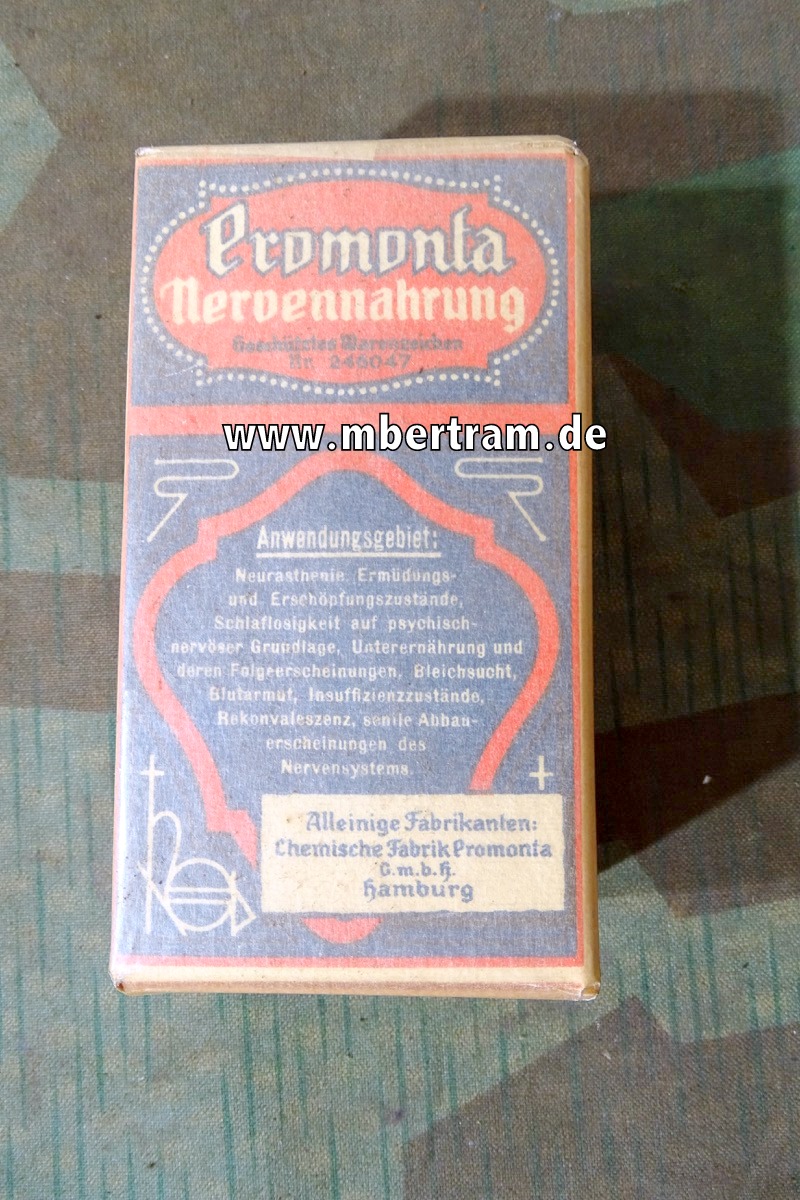 Promonta
Nervennahrung
Geschütztes Warenzeichen
Nr. 246047
www.mbertram.de
Anwendungsgebiet:
Neurasthenie, Ermüdungs-
und Erschöpfungszustände,
Schlaflosigkeit auf psychisch-
nervöser Grundlage, Unterernährung und
deren Folgeerscheinungen, Bleichsucht,
Blutarmut, Insuffizienzzustände,
Rekonvaleszenz, senile Abbau-
erscheinungen des
Nervensystems.
Alleinige Fabrikanten:
Chemische Fabrik Promonta
G.m.b.H.
Hamburg